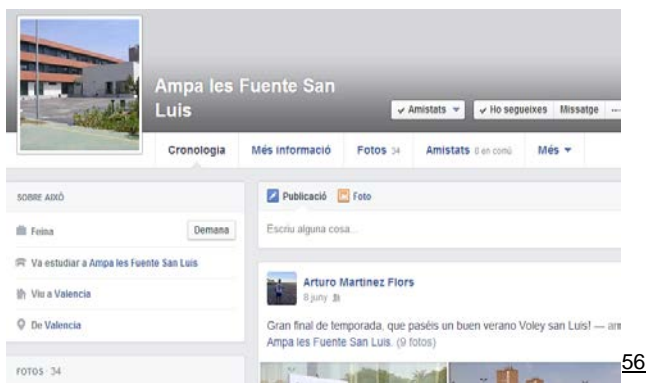 Ampa les Fuente San
Luis
Amistats
Ho segueixes
Missatge
Cronologia Més informació Fotos 34 Amistats 0 en comú Més
SOBRE AIXÒ
Feina Demana
Va estudiar a Ampa les Fuente San Luis
Viu a Valencia
De Valencia
FOTOS · 34
Publicació Foto
Escriu alguna cosa...
Arturo Martinez Flors
8 juny
Gran final de temporada, que paséis un buen verano Voley san Luis! —
Ampa les Fuente San Luis. (9 fotos)
56